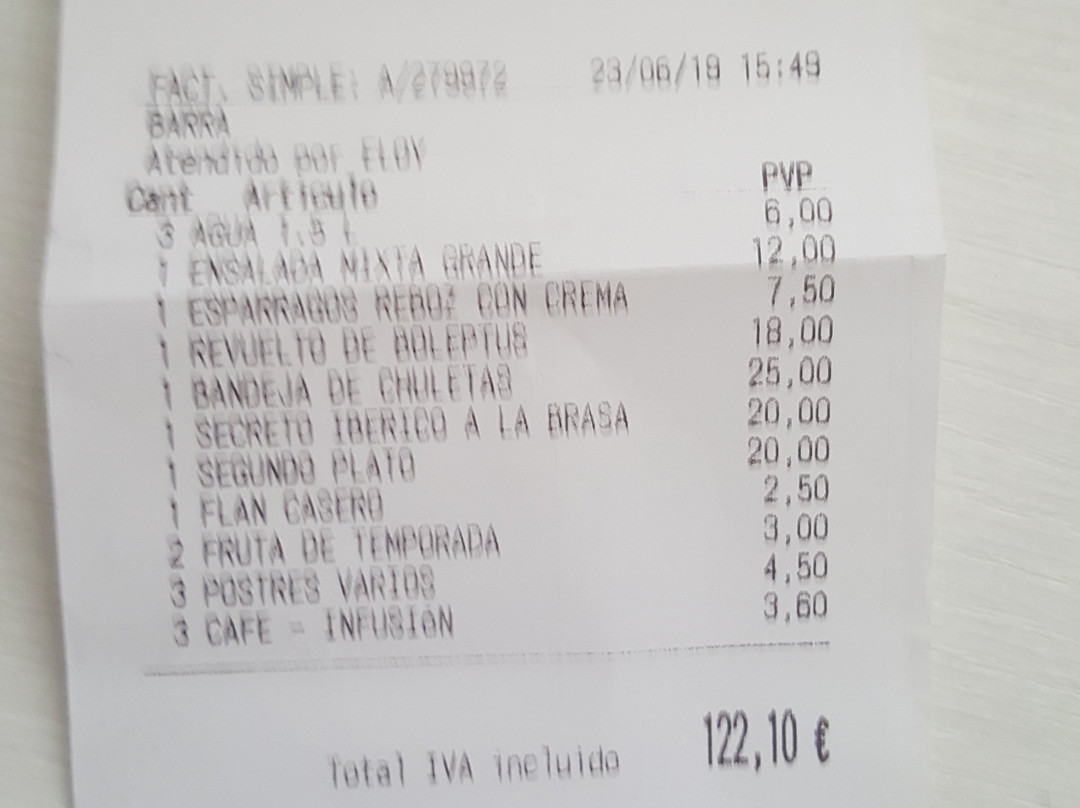 FACT. SIMPLE: A/279972 23/06/19 15:49
BARRA
Atendido por ELOY
Cant Articulo PVP
3 AGUA 1.5 L 6,00
1 ENSALADA MIXTA GRANDE 12,00
1 ESPARRAGOS REBOZ CON CREMA 7,50
1 REVUELTO DE BOLEPTUS 18,00
1 BANDEJA DE CHULETAS 25,00
1 SECRETO IBERICO A LA BRASA 20,00
1 SEGUNDO PLATO 20,00
1 FLAN CASERO 2,50
2 FRUTA DE TEMPORADA 3,00
3 POSTRES VARIOS 4,50
3 CAFE - INFUSION 3,60
Total IVA incluido 122,10 €